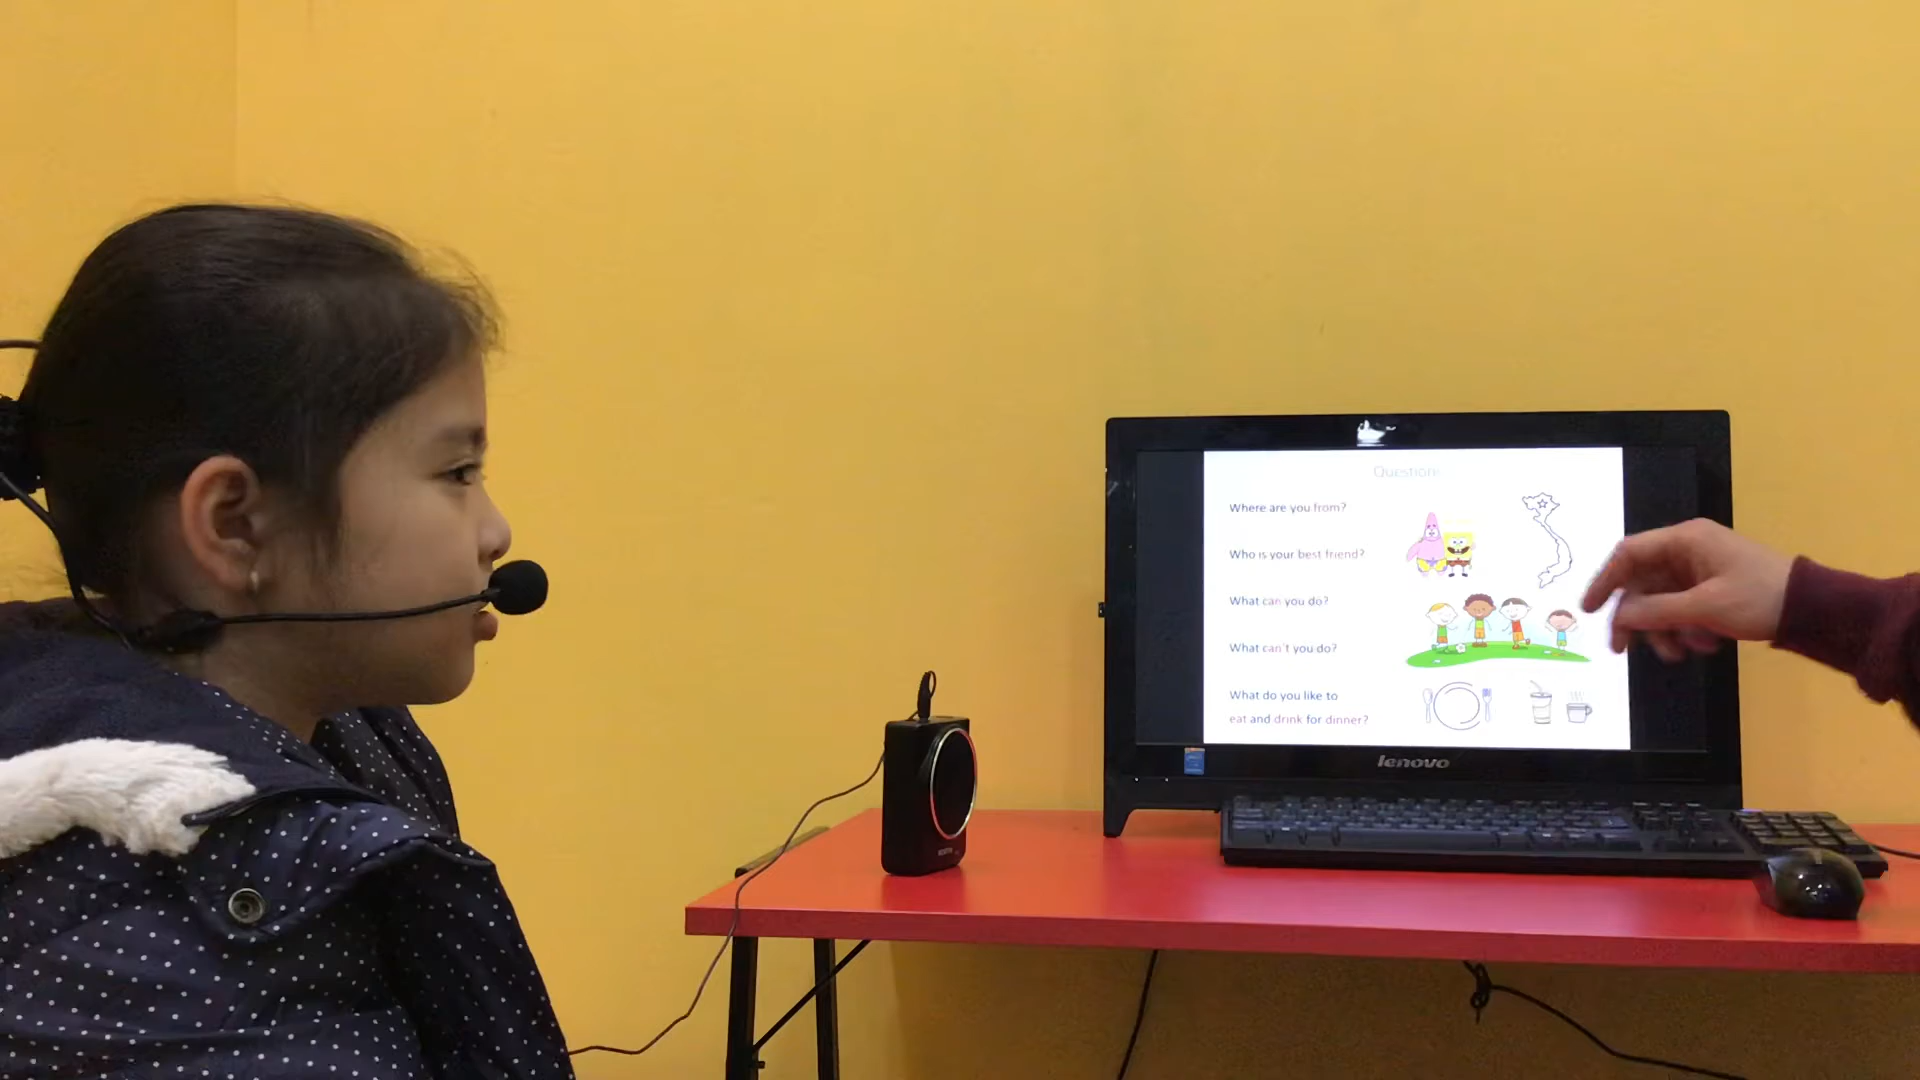 Question:
Where are you from?
Who is your best friend?
What can you do?
What can't you do?
What do you like to
eat and drink for dinner?
lenovo